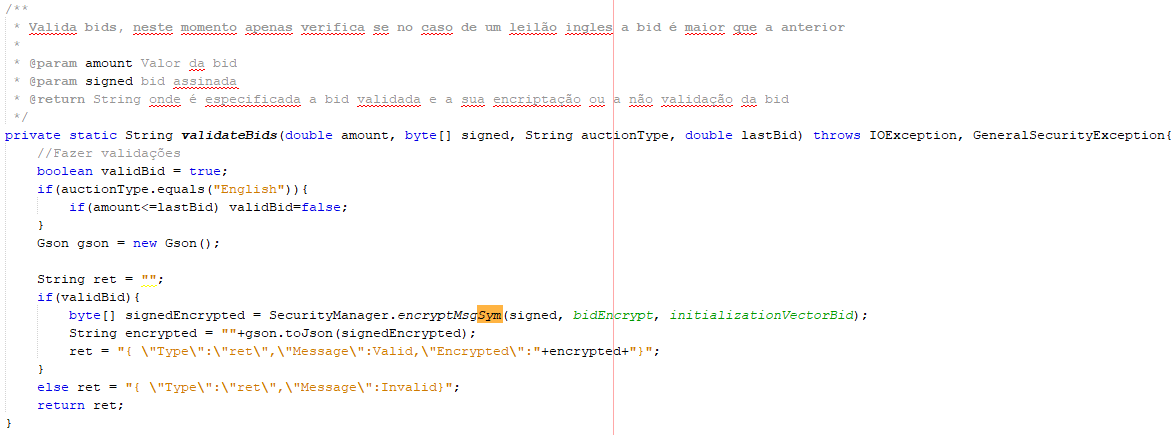 /**
 * Valida bids, neste momento apenas verifica se no caso de um leilão ingles a bid é maior que a anterior
 *
 * @param amount Valor da bid
 * @param signed bid assinada
 * @return String onde é especificada a bid validada e a sua encriptação ou a não validação da bid
 */
private static String validateBids(double amount, byte[] signed, String auctionType, double lastBid) throws IOException, GeneralSecurityException{
    //Fazer validações
    boolean validBid = true;
    if(auctionType.equals("English")){
        if(amount<=lastBid) validBid=false;
    }
    Gson gson = new Gson();

    String ret = "";
    if(validBid){
        byte[] signedEncrypted = SecurityManager.encryptMsgSym(signed, bidEncrypt, initializationVectorBid);
        String encrypted = ""+gson.toJson(signedEncrypted);
        ret = "{ \"Type\":\"ret\",\"Message\":Valid,\"Encrypted\":"+encrypted+"}";
    }
    else ret = "{ \"Type\":\"ret\",\"Message\":Invalid}";
    return ret;
}